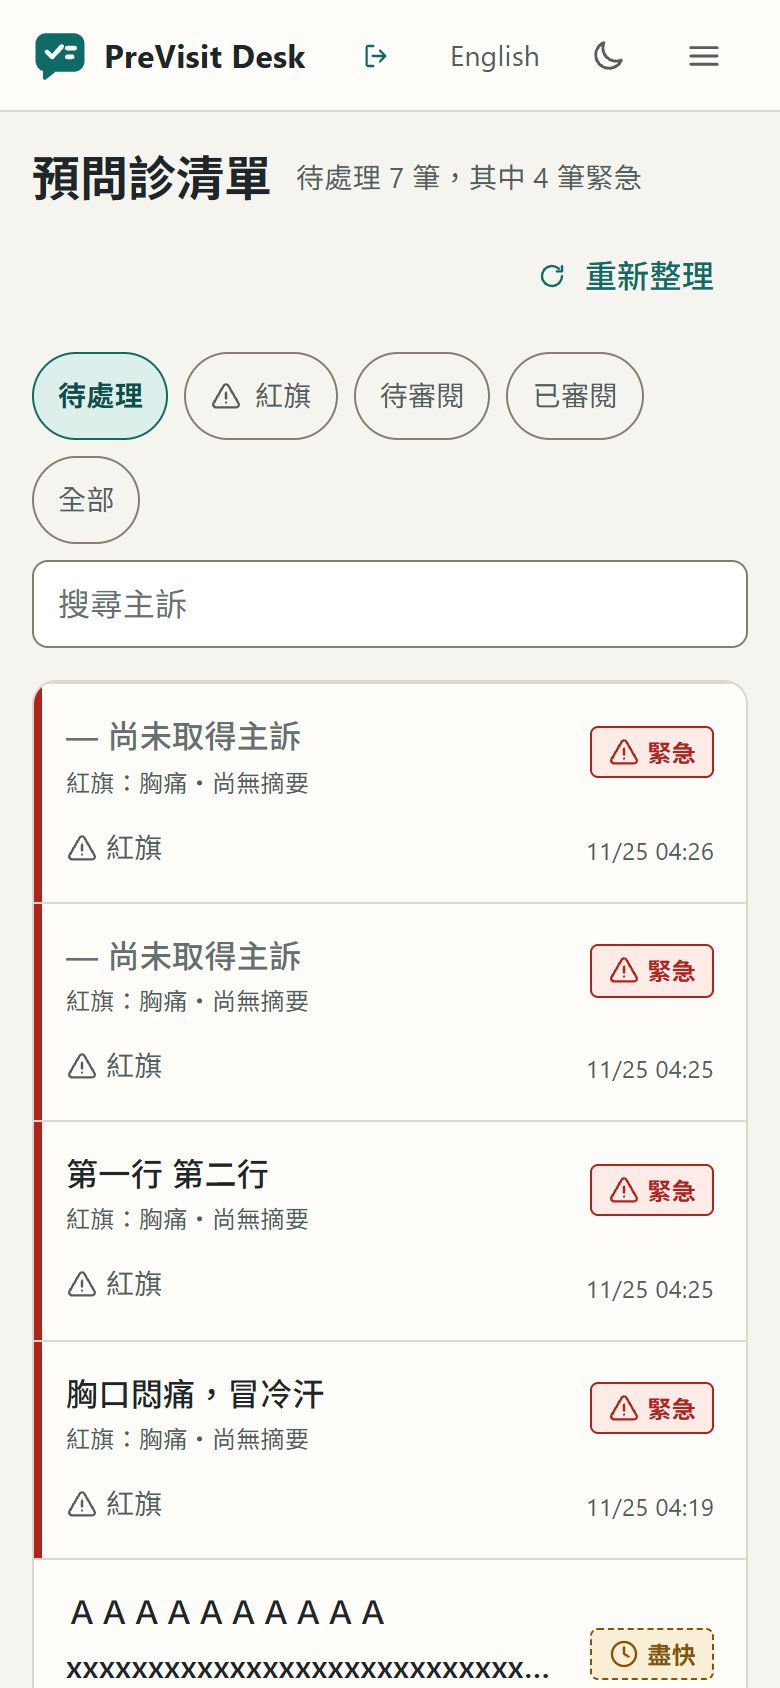 PreVisit Desk English
預問診清單 待處理 7 筆，其中 4 筆緊急
重新整理
待處理 紅旗 待審閱 已審閱
全部
搜尋主訴
— 尚未取得主訴
緊急
紅旗：胸痛・尚無摘要
紅旗 11/25 04:26
— 尚未取得主訴
緊急
紅旗：胸痛・尚無摘要
紅旗 11/25 04:25
第一行 第二行
緊急
紅旗：胸痛・尚無摘要
紅旗 11/25 04:25
胸口悶痛，冒冷汗
緊急
紅旗：胸痛・尚無摘要
紅旗 11/25 04:19
ＡＡＡＡＡＡＡＡＡＡ
盡快
xxxxxxxxxxxxxxxxxxxxxxxxxxxx...